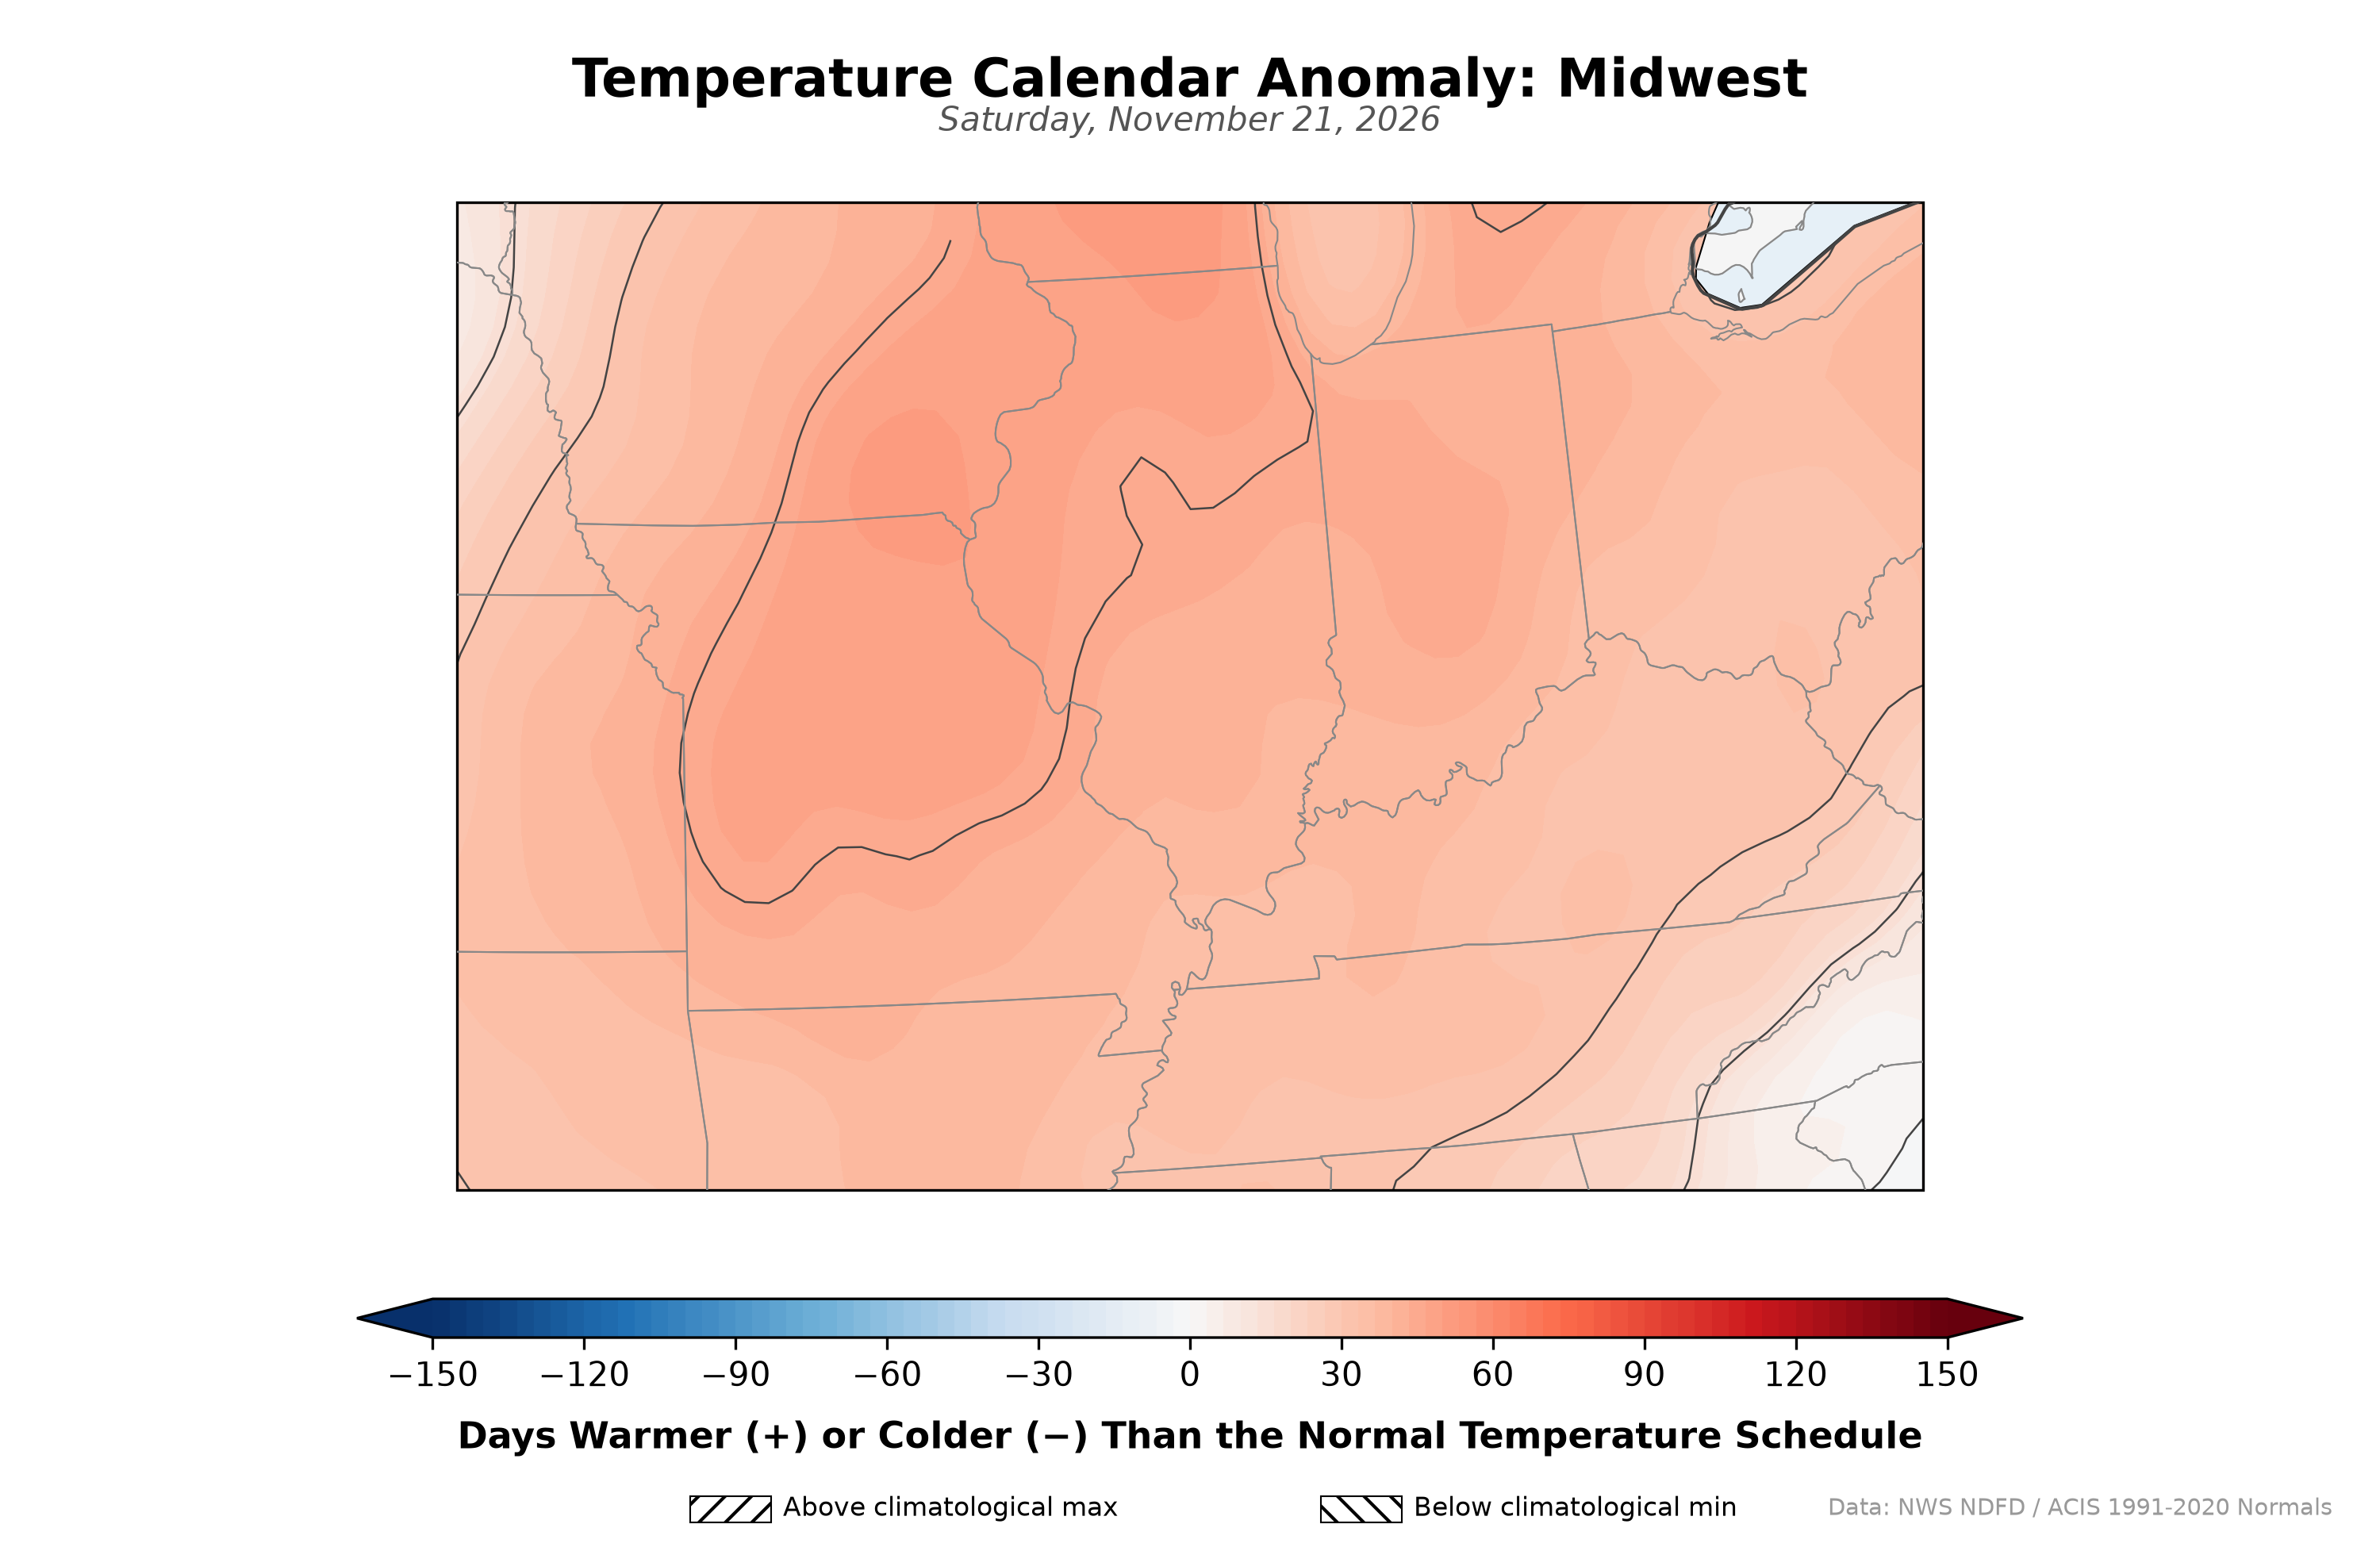 Temperature Calendar Anomaly: Midwest
Saturday, November 21, 2026
−150 −120 −90 −60 −30 0 30 60 90 120 150
Days Warmer (+) or Colder (−) Than the Normal Temperature Schedule
Above climatological max
Below climatological min
Data: NWS NDFD / ACIS 1991-2020 Normals